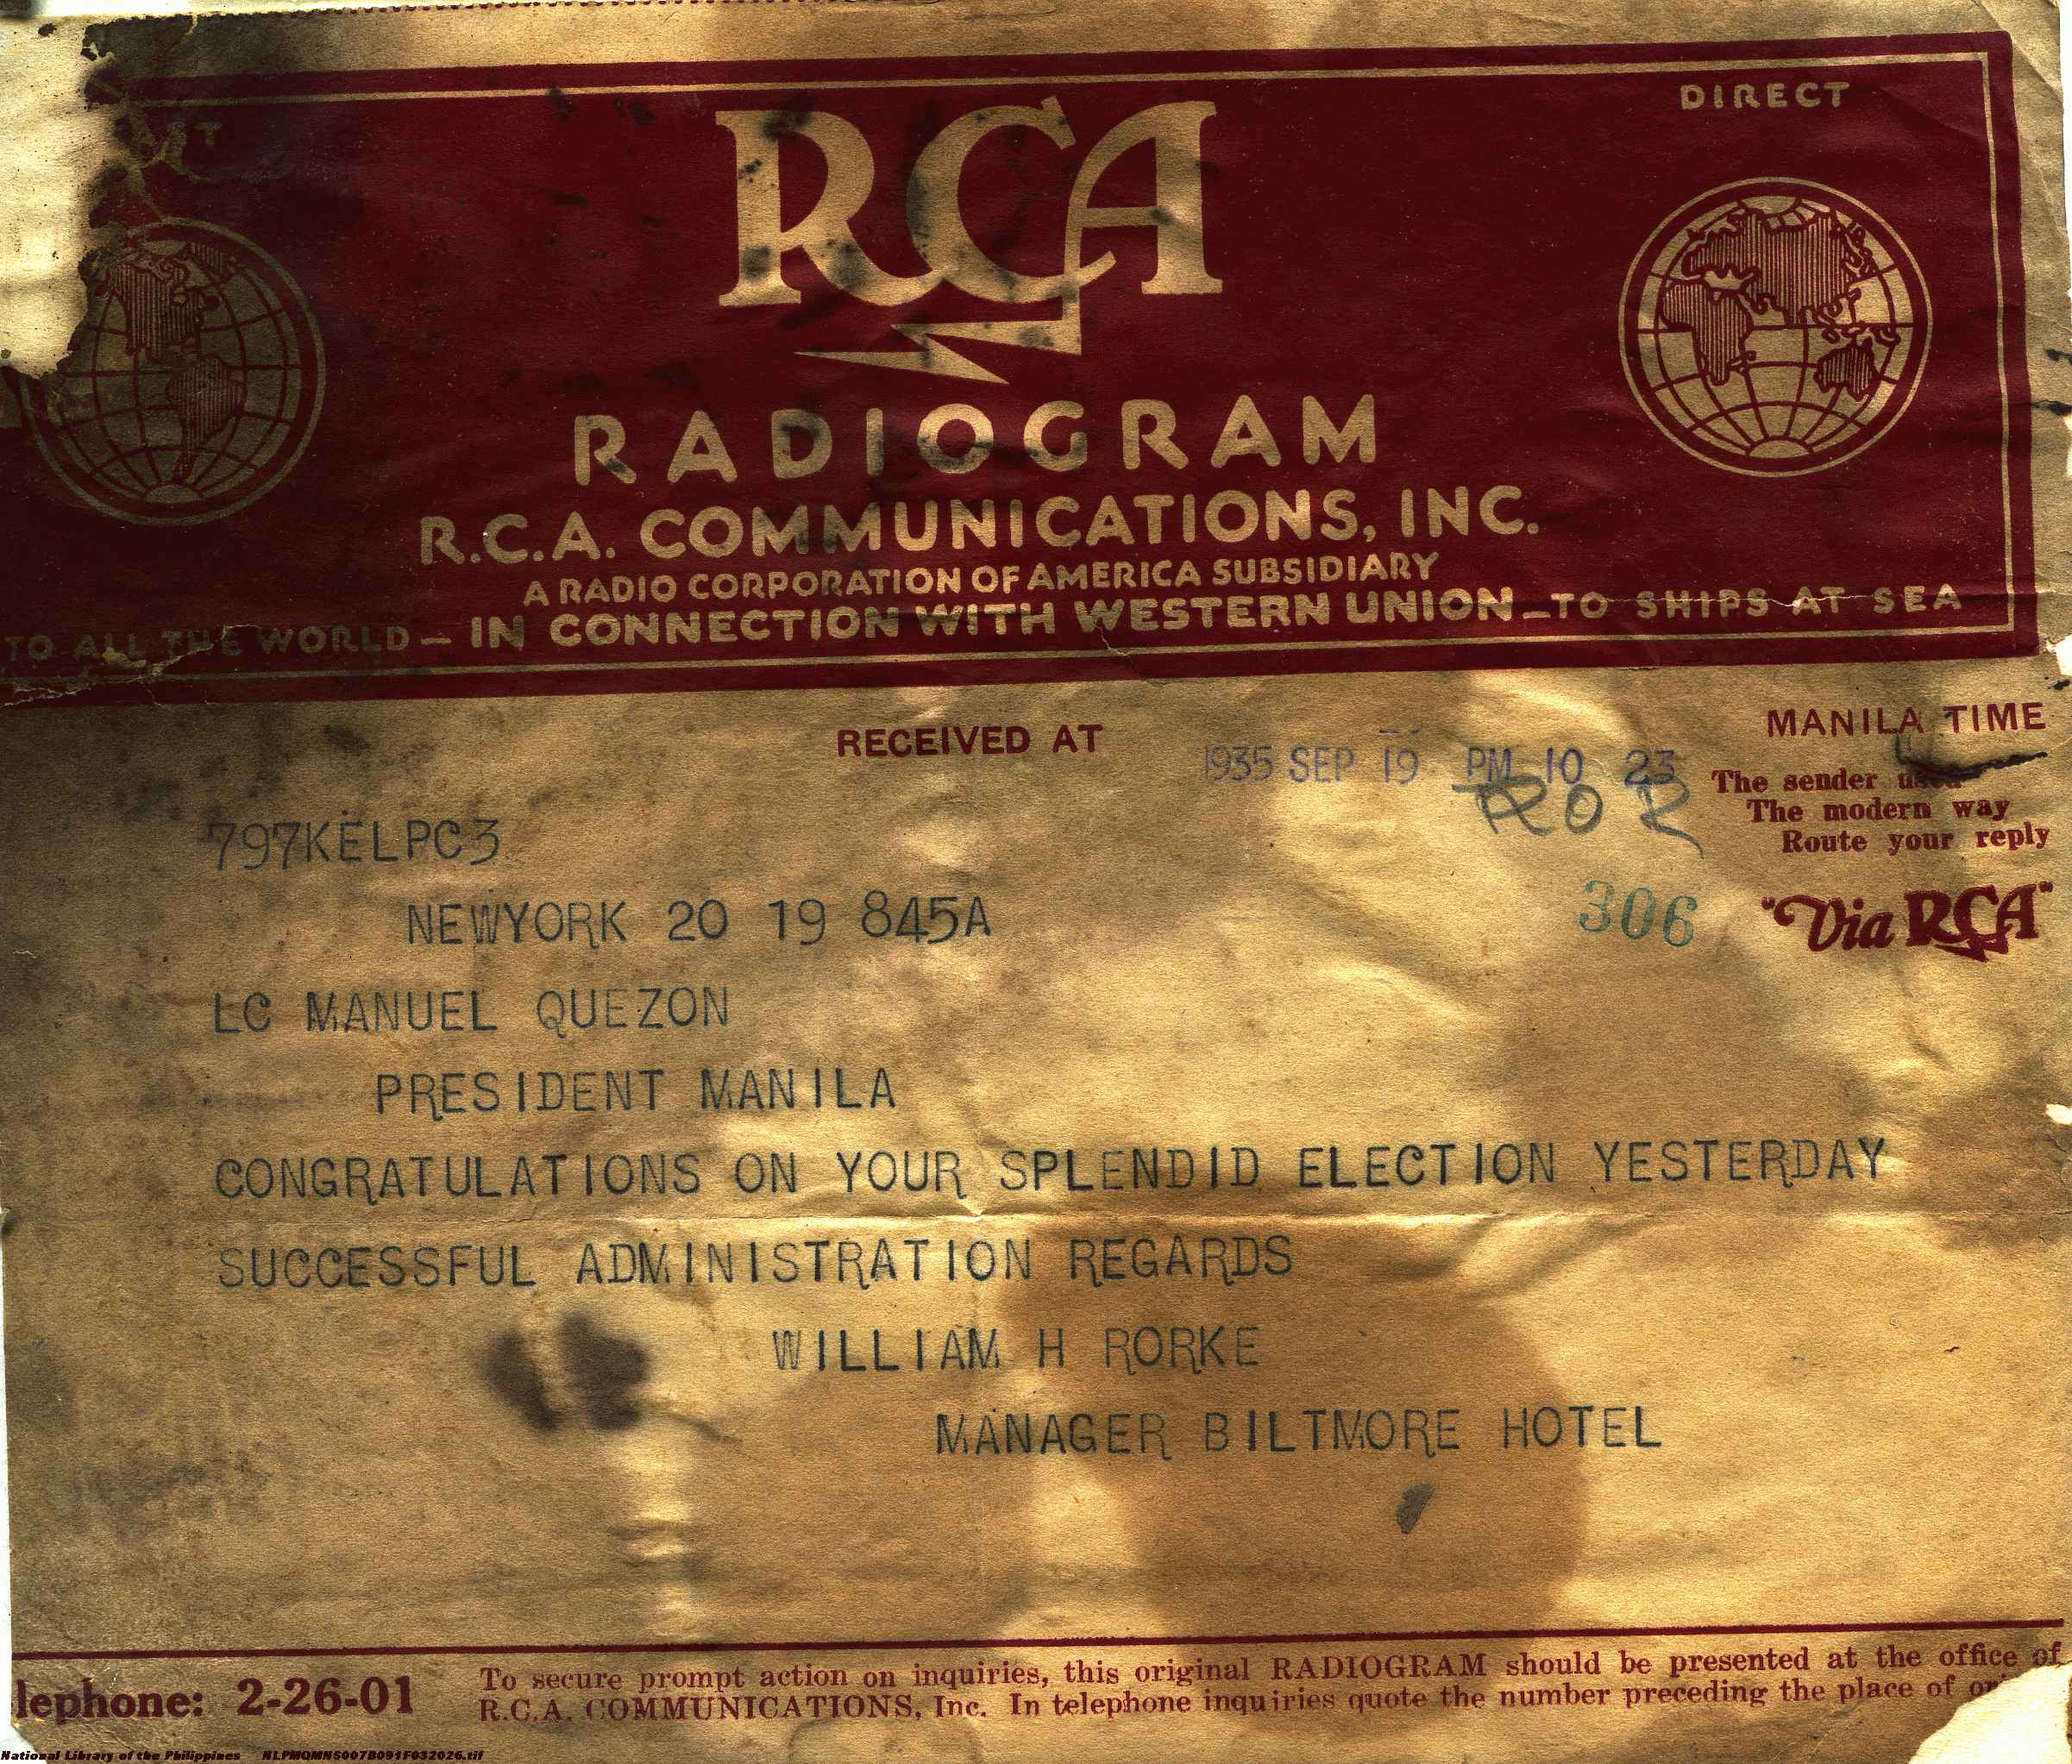 DIRECT
RCA
RADIOGRAM
R.C.A. COMMUNICATIONS, INC.
A RADIO CORPORATION OF AMERICA SUBSIDIARY
TO ALL THE WORLD — IN CONNECTION WITH WESTERN UNION — TO SHIPS AT SEA
RECEIVED AT
1935 SEP 19 PM 10 23
MANILA TIME
The sender used
The modern way
Route your reply
"Via RCA"
306
797KELPC3
NEWYORK 20 19 845A
LC MANUEL QUEZON
PRESIDENT MANILA
CONGRATULATIONS ON YOUR SPLENDID ELECTION YESTERDAY
SUCCESSFUL ADMINISTRATION REGARDS
WILLIAM H RORKE
MANAGER BILTMORE HOTEL
lephone: 2-26-01
To secure prompt action on inquiries, this original RADIOGRAM should be presented at the office of
R.C.A. COMMUNICATIONS, Inc. In telephone inquiries quote the number preceding the place of
National Library of the Philippines NLPMQMNS007B091F032026.tif